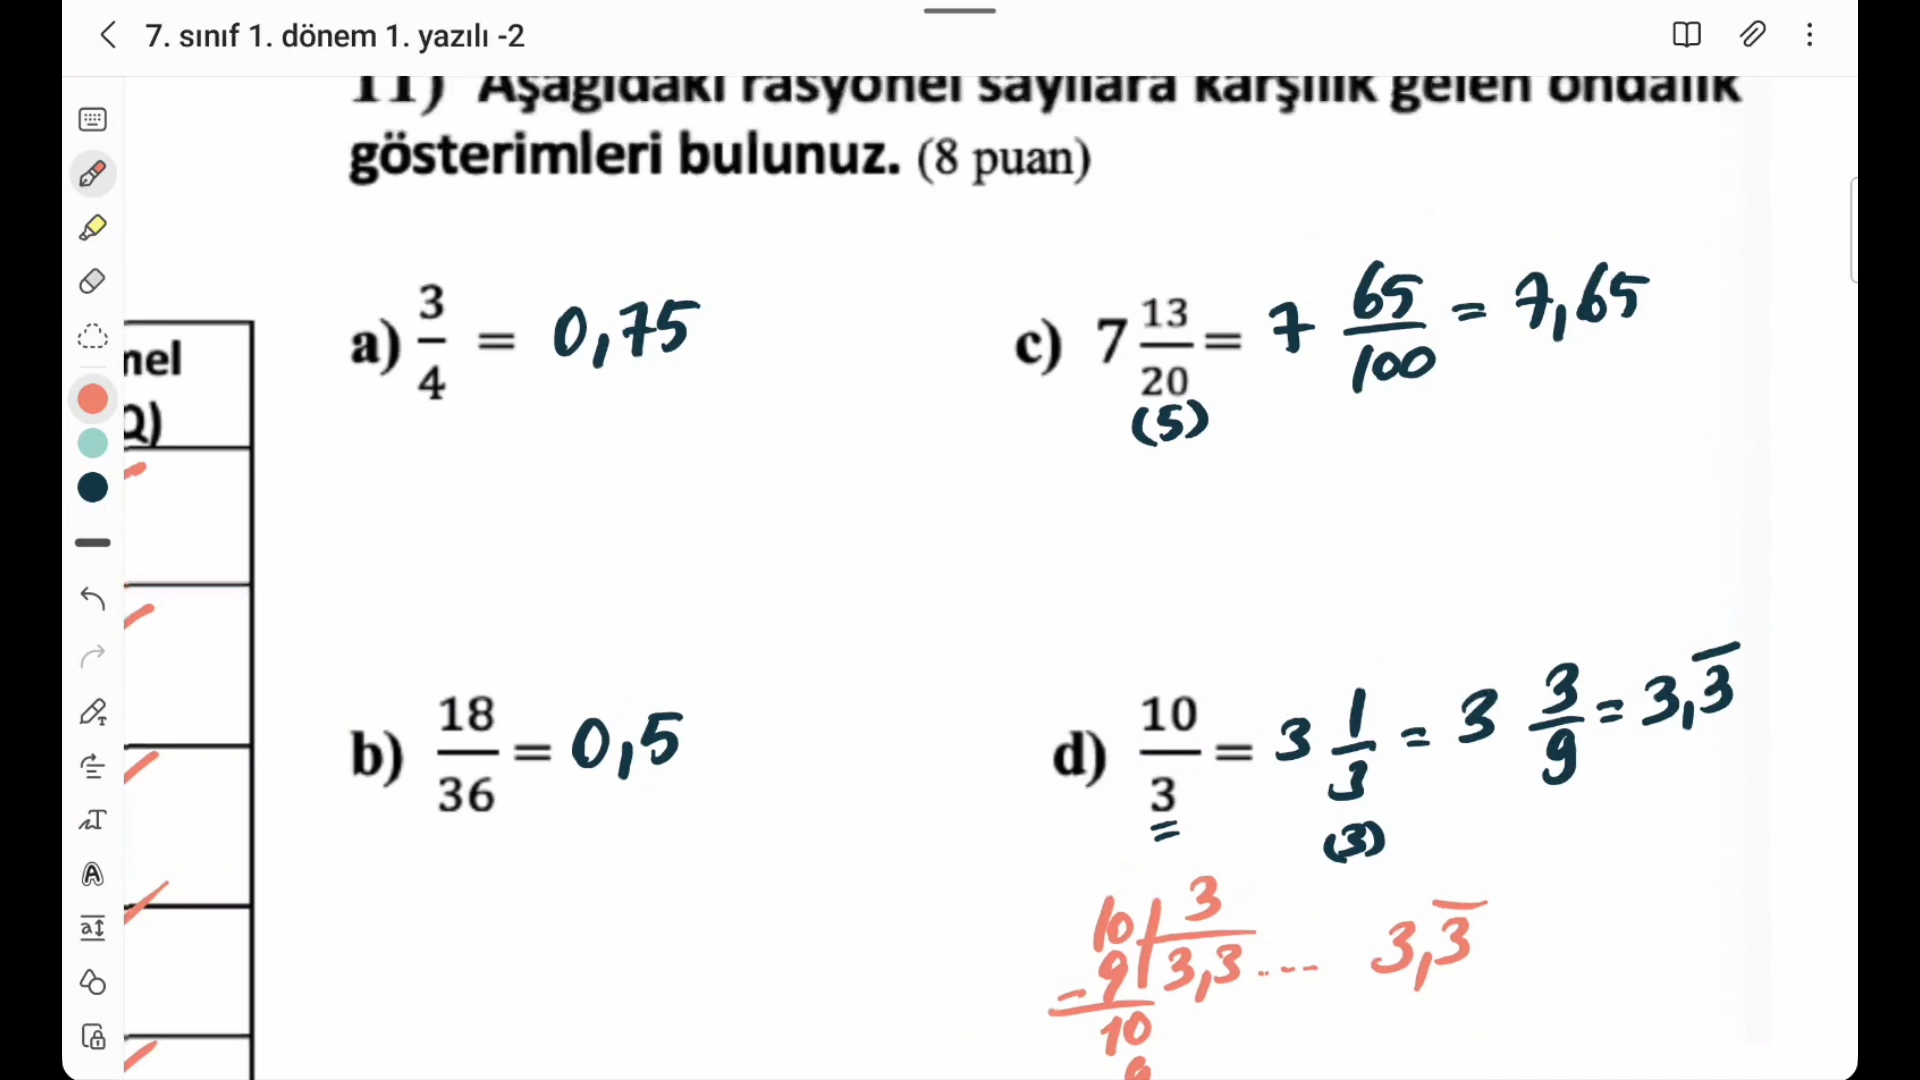 7. sınıf 1. dönem 1. yazılı -2
11) Aşağıdaki rasyonel sayılara karşılık gelen ondalık
gösterimleri bulunuz. (8 puan)
a) 3/4 = 0,75
c) 7 13/20 = 7 65/100 = 7,65
(5)
b) 18/36 = 0,5
d) 10/3 = 3 1/3 = 3 3/9 = 3,3̅
(3)
10 | 3
- 9 | 3,3.... 3,3̅
10
9
nel
Q)